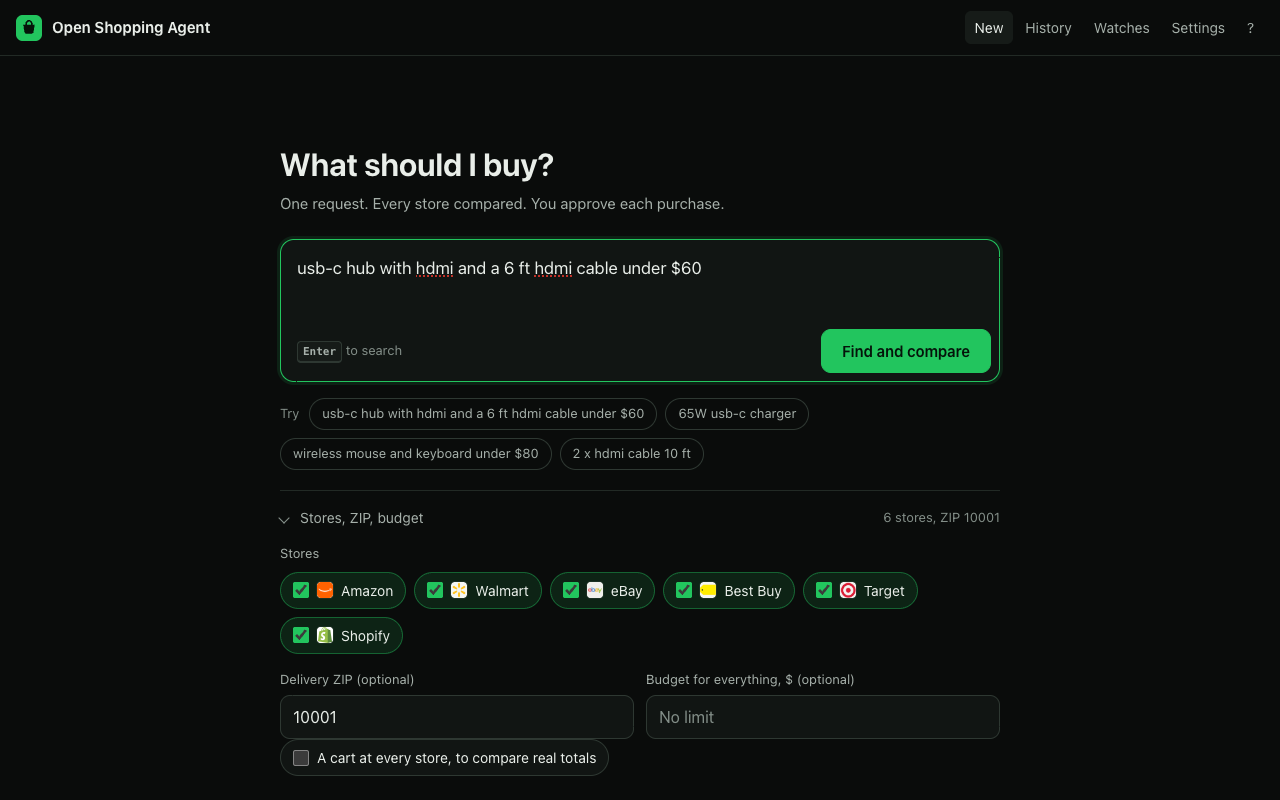 Open Shopping Agent
New
History
Watches
Settings
?
What should I buy?
One request. Every store compared. You approve each purchase.
usb-c hub with hdmi and a 6 ft hdmi cable under $60
Enter to search
Find and compare
Try
usb-c hub with hdmi and a 6 ft hdmi cable under $60
65W usb-c charger
wireless mouse and keyboard under $80
2 x hdmi cable 10 ft
Stores, ZIP, budget
6 stores, ZIP 10001
Stores
Amazon
Walmart
eBay
Best Buy
Target
Shopify
Delivery ZIP (optional)
Budget for everything, $ (optional)
10001
No limit
A cart at every store, to compare real totals